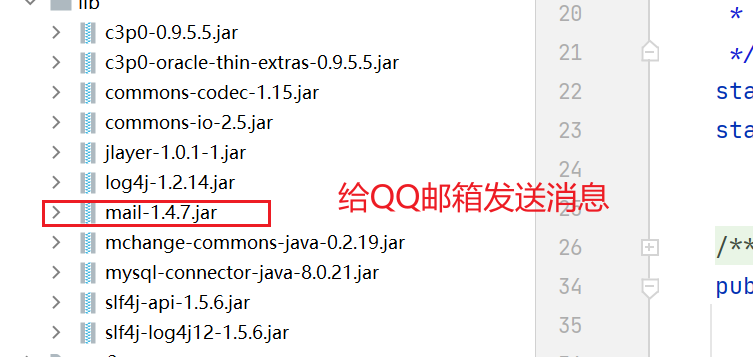 lib
c3p0-0.9.5.5.jar
c3p0-oracle-thin-extras-0.9.5.5.jar
commons-codec-1.15.jar
commons-io-2.5.jar
jlayer-1.0.1-1.jar
log4j-1.2.14.jar
mail-1.4.7.jar
mchange-commons-java-0.2.19.jar
mysql-connector-java-8.0.21.jar
slf4j-api-1.5.6.jar
slf4j-log4j12-1.5.6.jar
给QQ邮箱发送消息
20 *
21 */
22 sta
23 sta
24
25
26 /**
34 pub
35
36